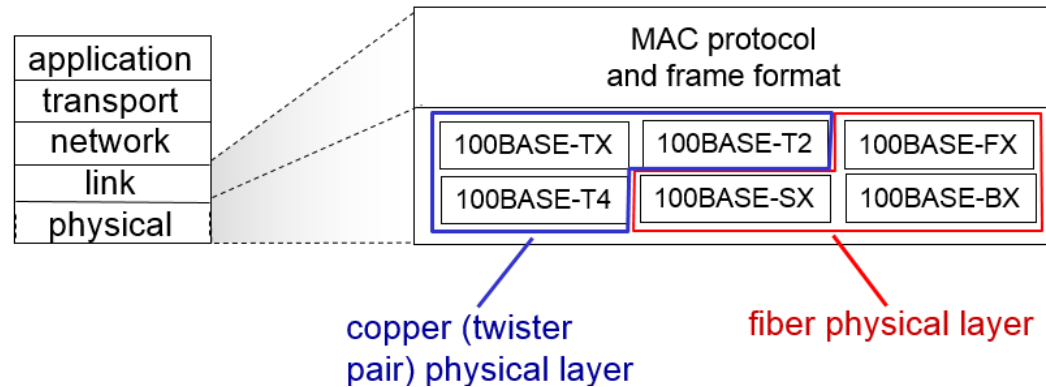 application
transport
network
link
physical
MAC protocol
and frame format
100BASE-TX
100BASE-T2
100BASE-FX
100BASE-T4
100BASE-SX
100BASE-BX
copper (twister
pair) physical layer
fiber physical layer